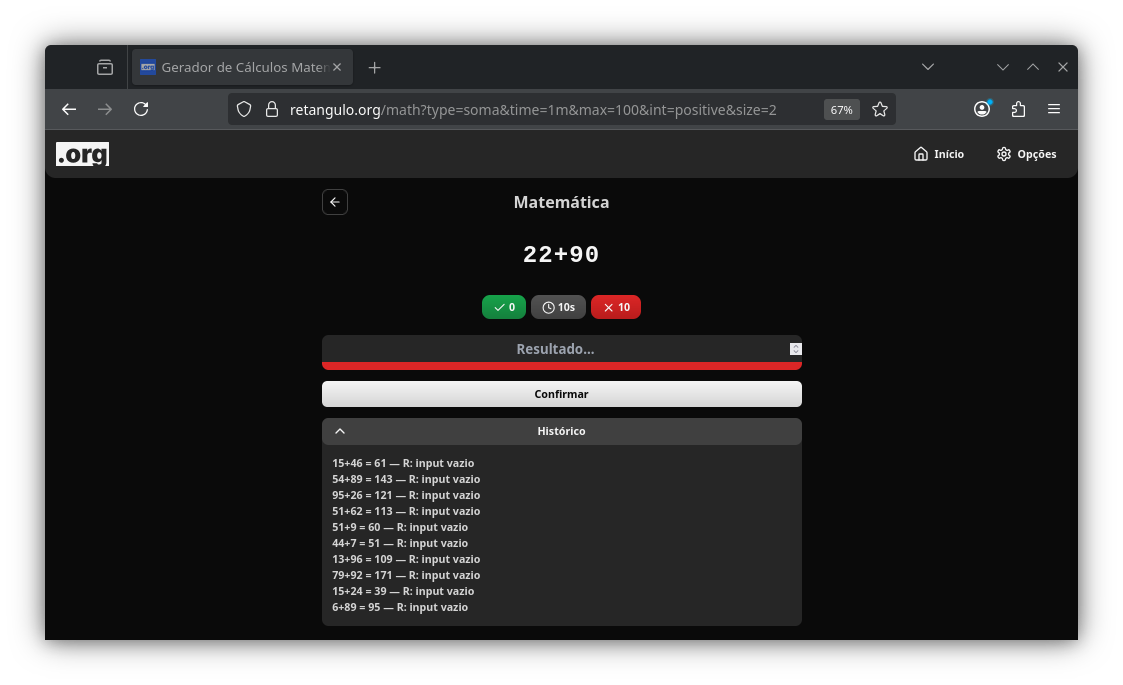 Gerador de Cálculos Mater
retangulo.org/math?type=soma&time=1m&max=100&int=positive&size=2
67%
.org
Início
Opções
Matemática
22+90
0
10s
10
Resultado...
Confirmar
Histórico
15+46 = 61 — R: input vazio
54+89 = 143 — R: input vazio
95+26 = 121 — R: input vazio
51+62 = 113 — R: input vazio
51+9 = 60 — R: input vazio
44+7 = 51 — R: input vazio
13+96 = 109 — R: input vazio
79+92 = 171 — R: input vazio
15+24 = 39 — R: input vazio
6+89 = 95 — R: input vazio